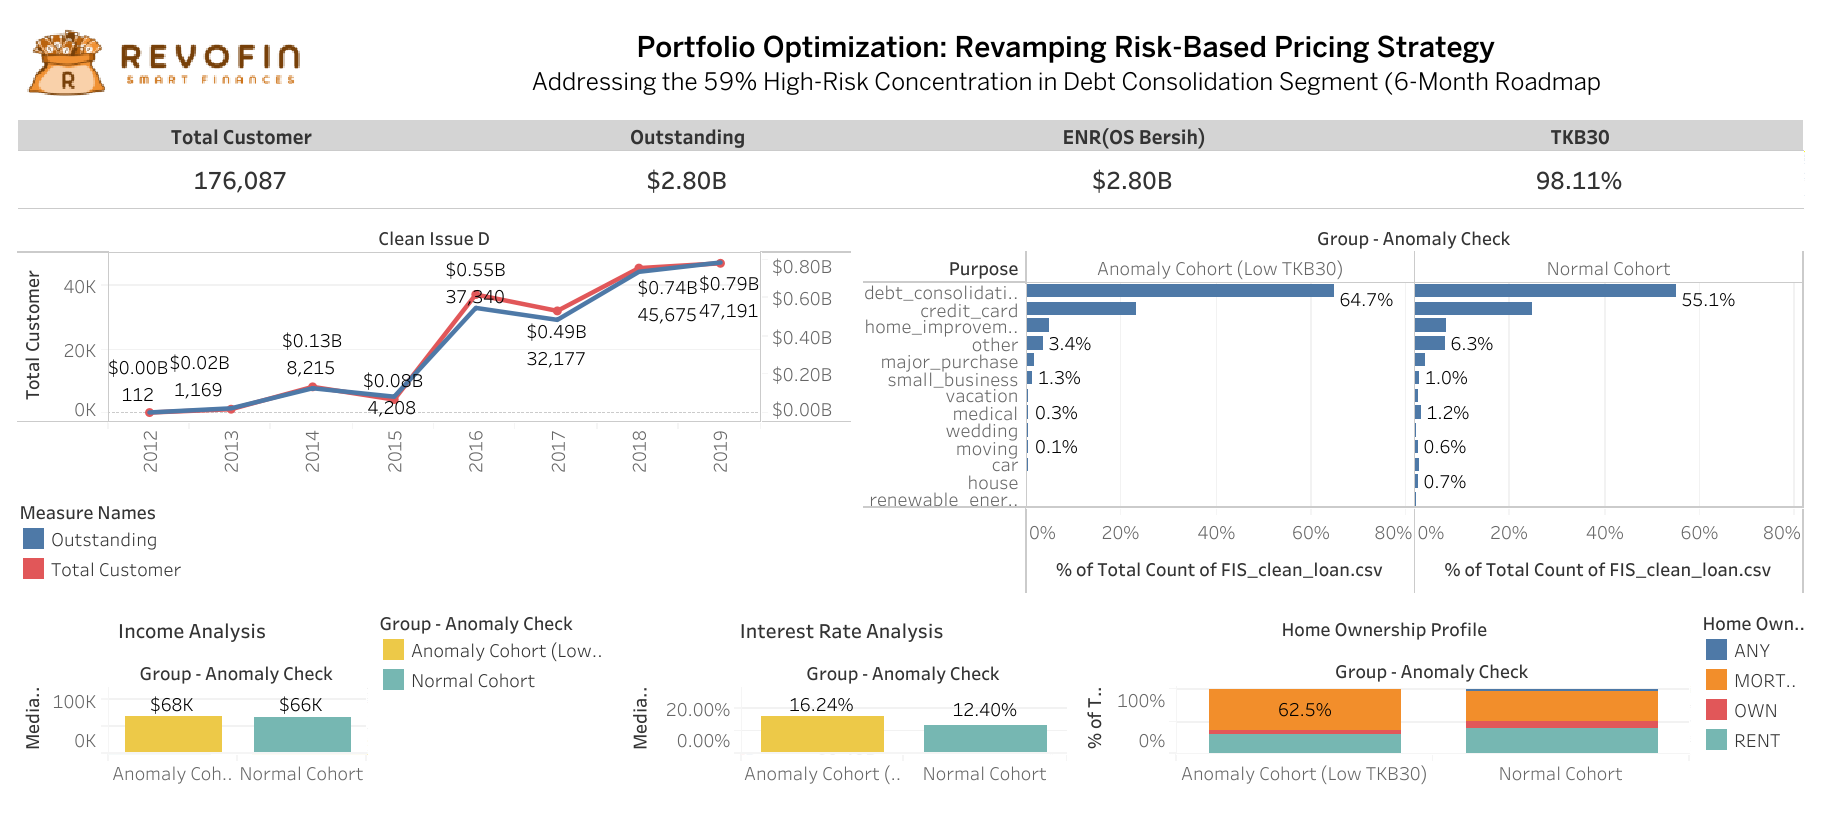 REVOFIN
SMART FINANCES
R
Portfolio Optimization: Revamping Risk-Based Pricing Strategy
Addressing the 59% High-Risk Concentration in Debt Consolidation Segment (6-Month Roadmap
Total Customer Outstanding ENR(OS Bersih) TKB30
176,087 $2.80B $2.80B 98.11%
Clean Issue D
Total Customer
40K
20K
0K
$0.00B
112
$0.02B
1,169
$0.13B
8,215
$0.08B
4,208
$0.55B
37,340
$0.49B
32,177
$0.74B
45,675
$0.79B
47,191
$0.80B
$0.60B
$0.40B
$0.20B
$0.00B
2012 2013 2014 2015 2016 2017 2018 2019
Measure Names
Outstanding
Total Customer
Group - Anomaly Check
Purpose Anomaly Cohort (Low TKB30) Normal Cohort
debt_consolidati.. 64.7% 55.1%
credit_card
home_improvem..
other 3.4% 6.3%
major_purchase
small_business 1.3% 1.0%
vacation
medical 0.3% 1.2%
wedding
moving 0.1% 0.6%
car
house 0.7%
renewable_ener..
0% 20% 40% 60% 80% 0% 20% 40% 60% 80%
% of Total Count of FIS_clean_loan.csv % of Total Count of FIS_clean_loan.csv
Income Analysis
Group - Anomaly Check
Media..
100K
0K
$68K $66K
Anomaly Coh.. Normal Cohort
Group - Anomaly Check
Anomaly Cohort (Low..
Normal Cohort
Interest Rate Analysis
Group - Anomaly Check
Media..
20.00%
0.00%
16.24% 12.40%
Anomaly Cohort (.. Normal Cohort
Home Ownership Profile
Group - Anomaly Check
% of T..
100%
0%
62.5%
Anomaly Cohort (Low TKB30) Normal Cohort
Home Own..
ANY
MORT..
OWN
RENT